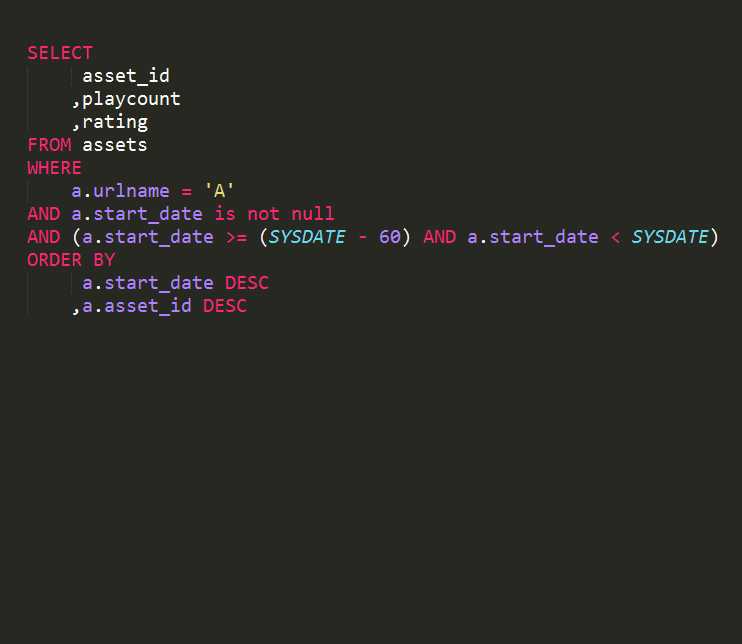 SELECT
asset_id
,playcount
,rating
FROM assets
WHERE
a.urlname = 'A'
AND a.start_date is not null
AND (a.start_date >= (SYSDATE - 60) AND a.start_date < SYSDATE)
ORDER BY
a.start_date DESC
,a.asset_id DESC